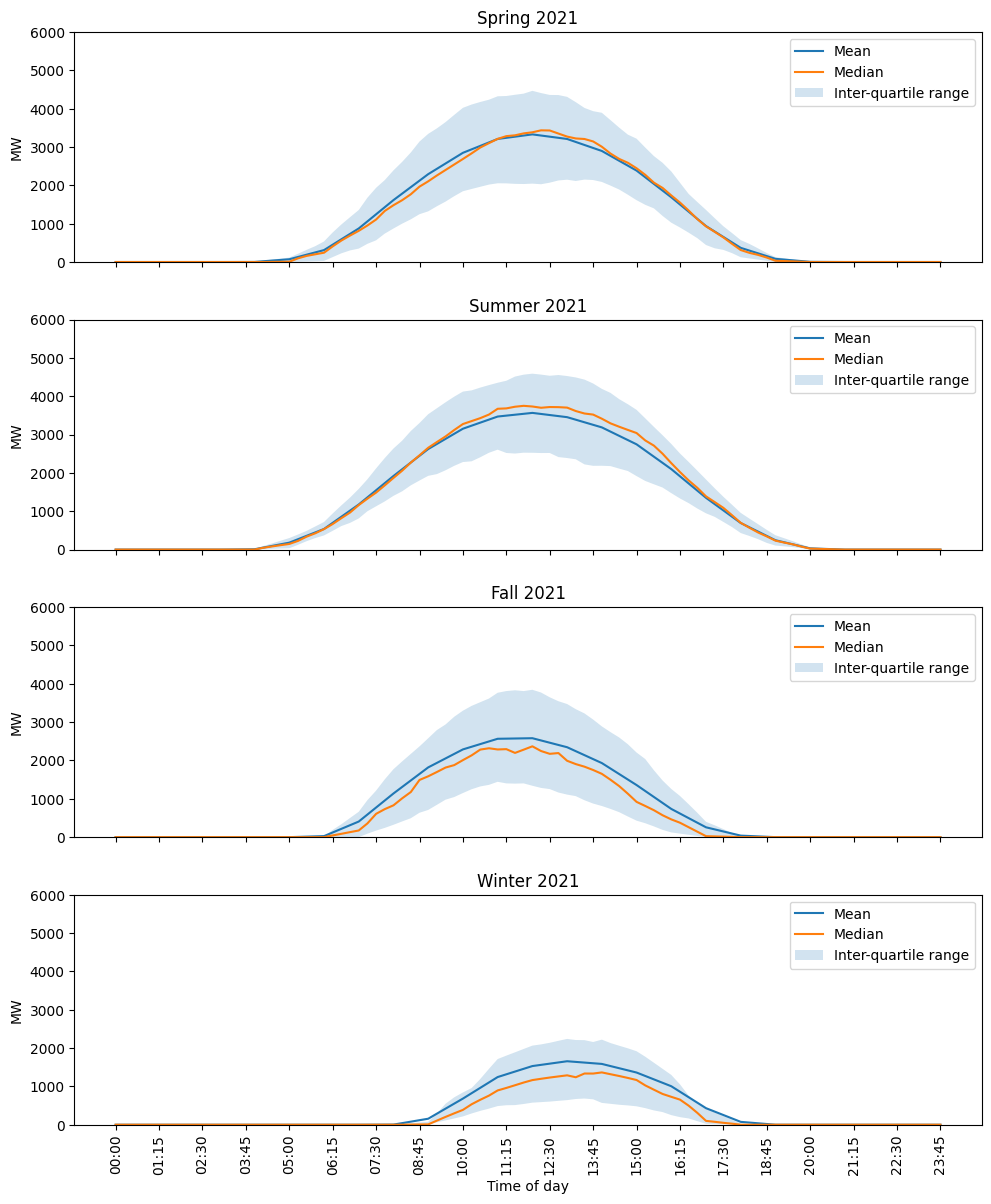 Spring 2021
6000
5000
4000
3000
2000
1000
0
MW
Mean
Median
Inter-quartile range
Summer 2021
6000
5000
4000
3000
2000
1000
0
MW
Mean
Median
Inter-quartile range
Fall 2021
6000
5000
4000
3000
2000
1000
0
MW
Mean
Median
Inter-quartile range
Winter 2021
6000
5000
4000
3000
2000
1000
0
MW
Mean
Median
Inter-quartile range
00:00
01:15
02:30
03:45
05:00
06:15
07:30
08:45
10:00
11:15
12:30
13:45
15:00
16:15
17:30
18:45
20:00
21:15
22:30
23:45
Time of day